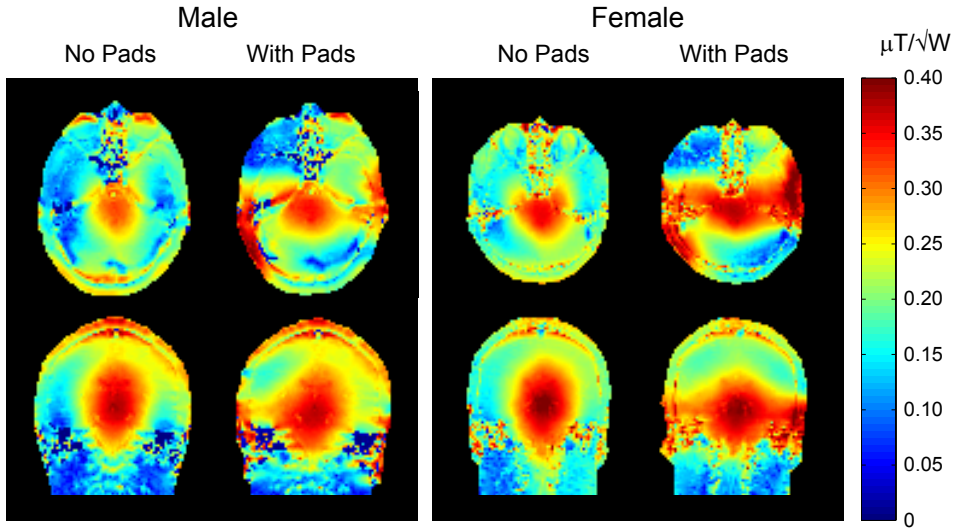 Male
Female
No Pads
With Pads
No Pads
With Pads
μT/√W
0.40
0.35
0.30
0.25
0.20
0.15
0.10
0.05
0